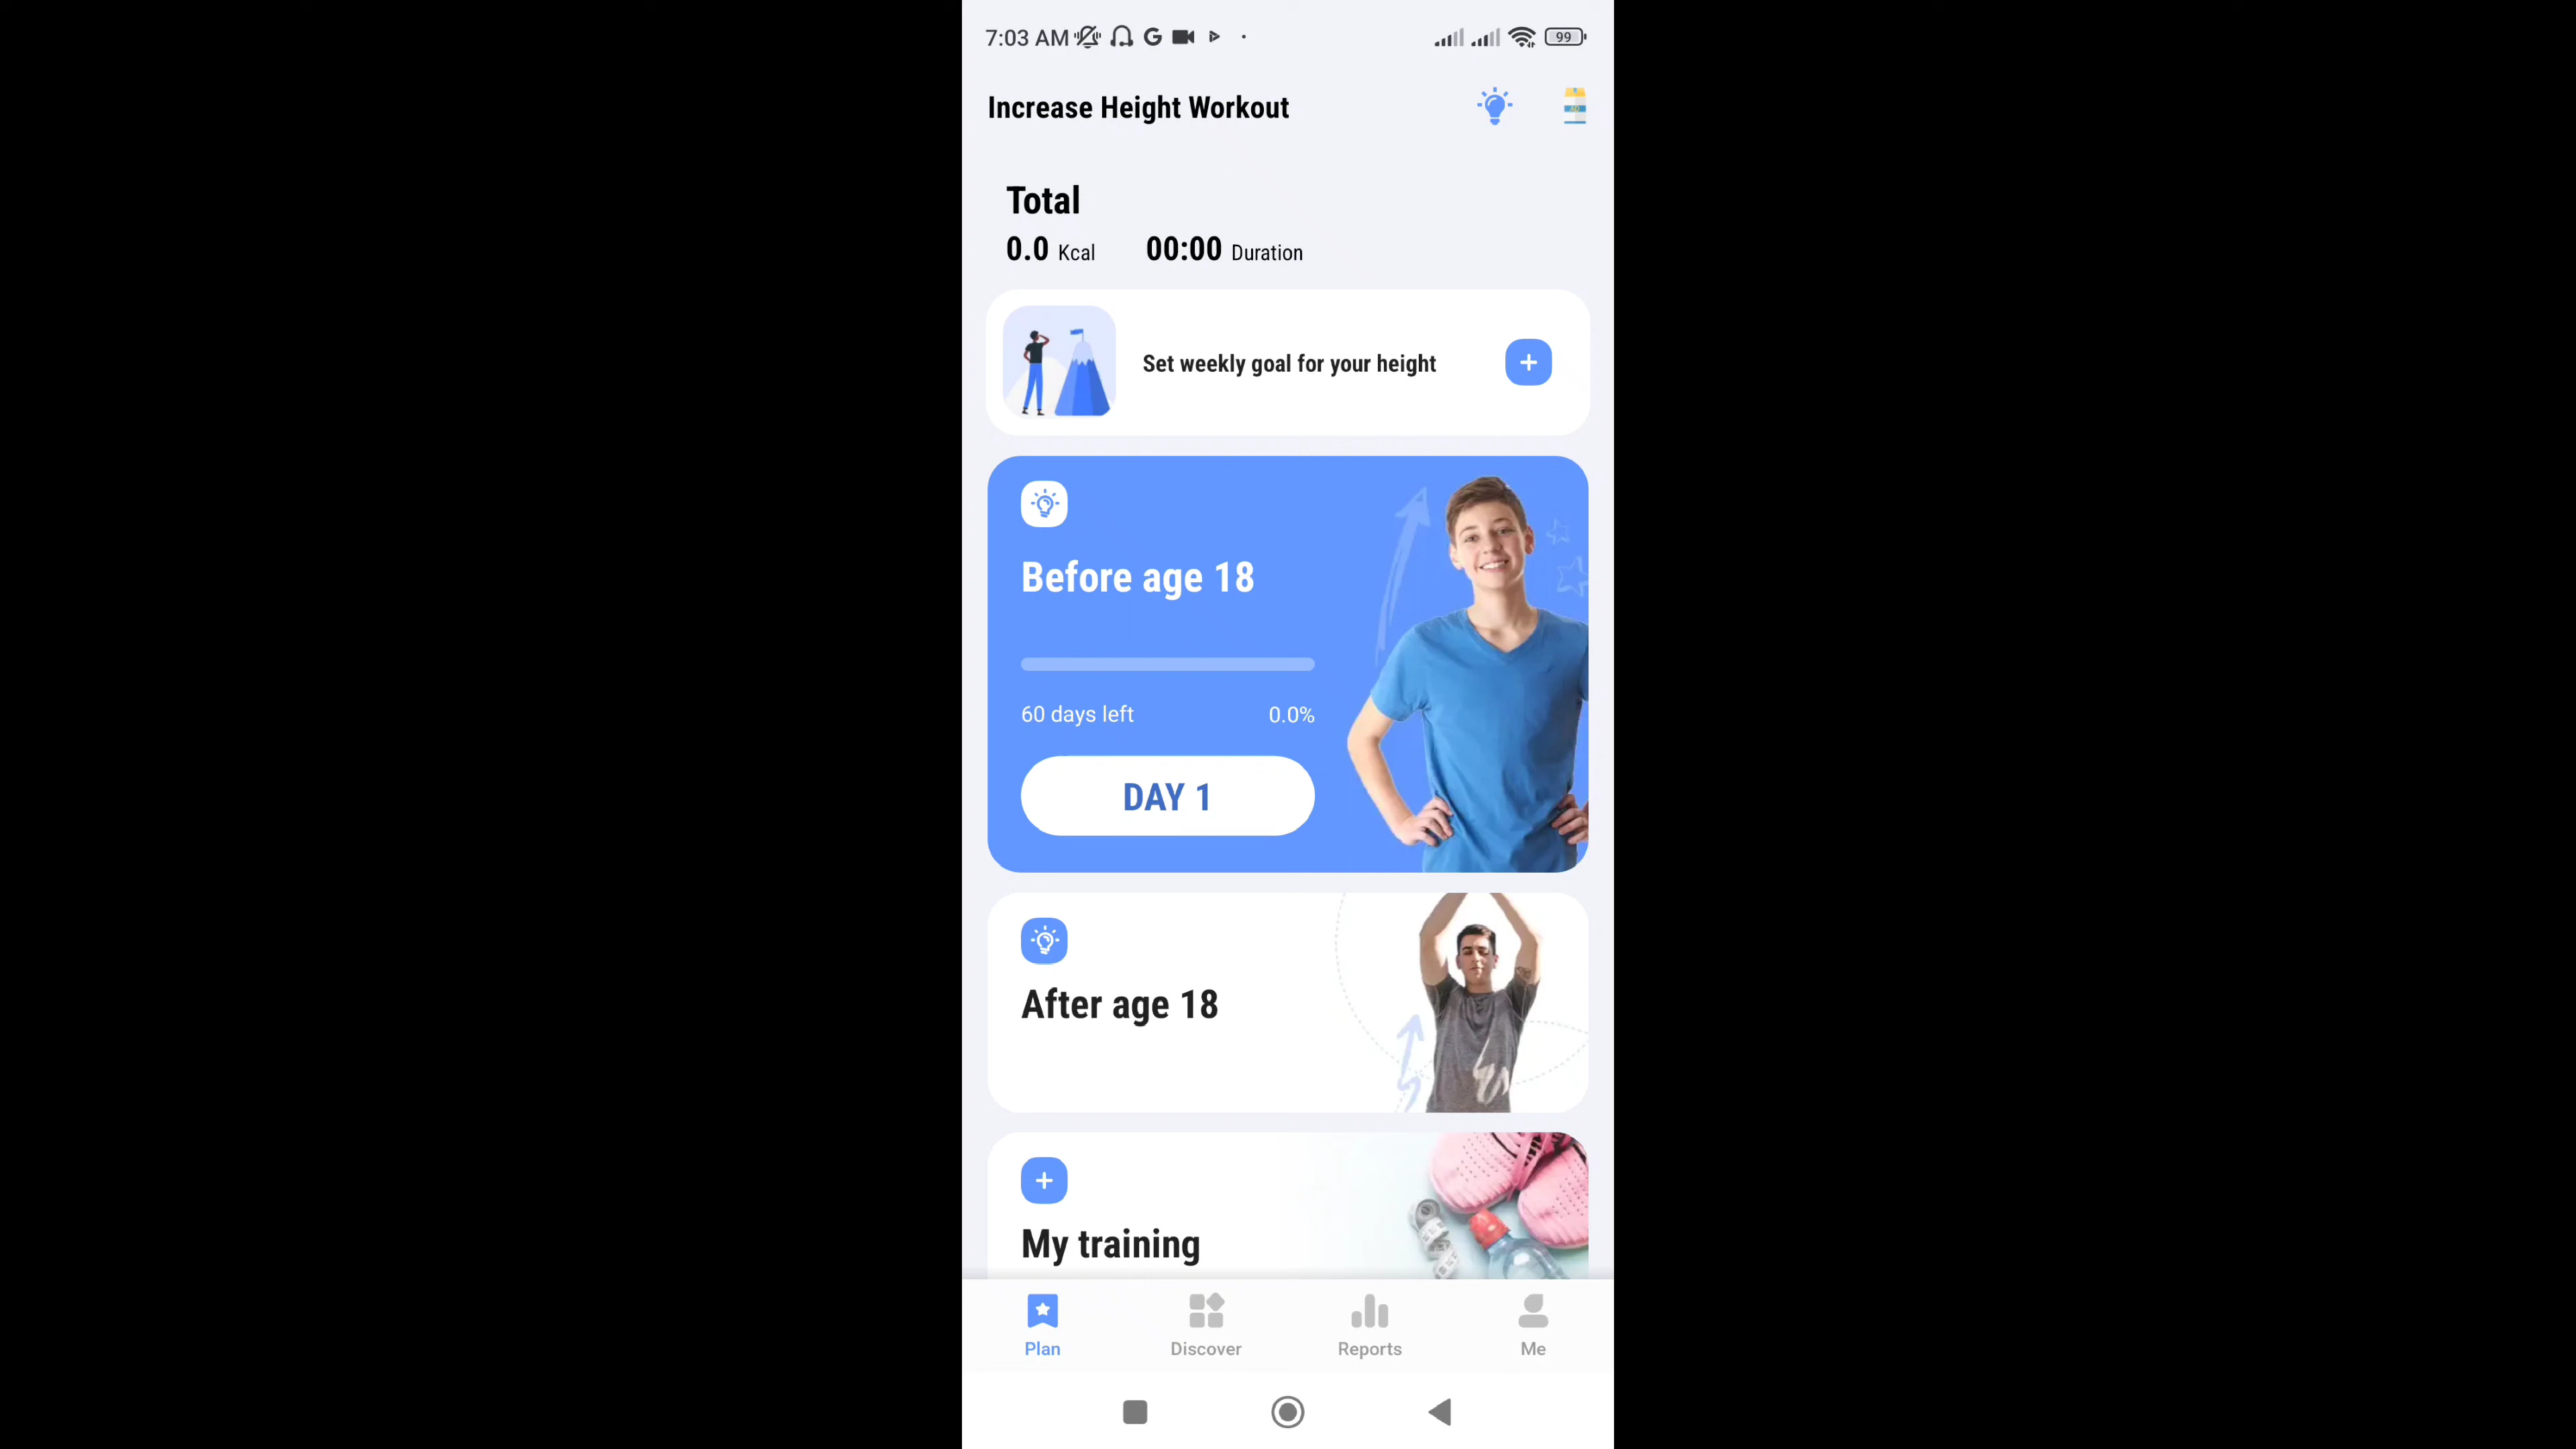 7:03 AM
99
Increase Height Workout
AD
Total
0.0 Kcal 00:00 Duration
Set weekly goal for your height
Before age 18
60 days left 0.0%
DAY 1
After age 18
My training
Plan Discover Reports Me